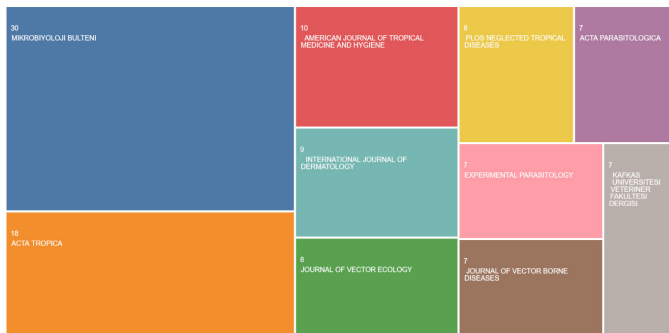 30
MIKROBIYOLOJI BULTENI
18
ACTA TROPICA
10
AMERICAN JOURNAL OF TROPICAL
MEDICINE AND HYGIENE
9
INTERNATIONAL JOURNAL OF
DERMATOLOGY
8
JOURNAL OF VECTOR ECOLOGY
8
PLOS NEGLECTED TROPICAL
DISEASES
7
ACTA PARASITOLOGICA
7
EXPERIMENTAL PARASITOLOGY
7
KAFKAS
UNIVERSITESI
VETERINER
FAKULTESI
DERGISI
7
JOURNAL OF VECTOR BORNE
DISEASES